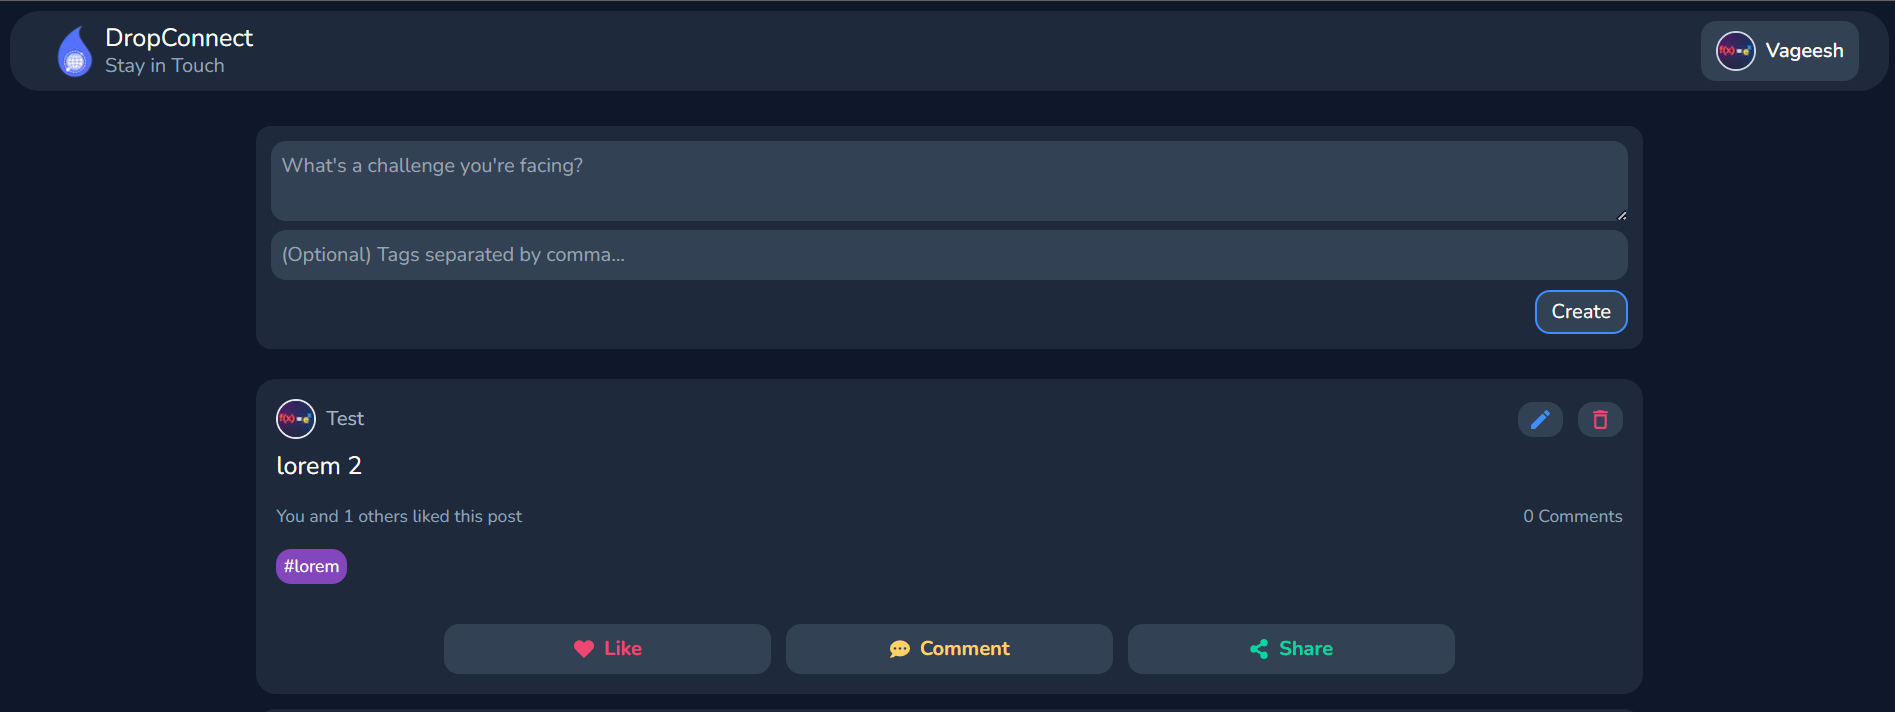 DropConnect
Stay in Touch
Vageesh
What's a challenge you're facing?
(Optional) Tags separated by comma...
Create
Test
lorem 2
You and 1 others liked this post
0 Comments
#lorem
Like
Comment
Share